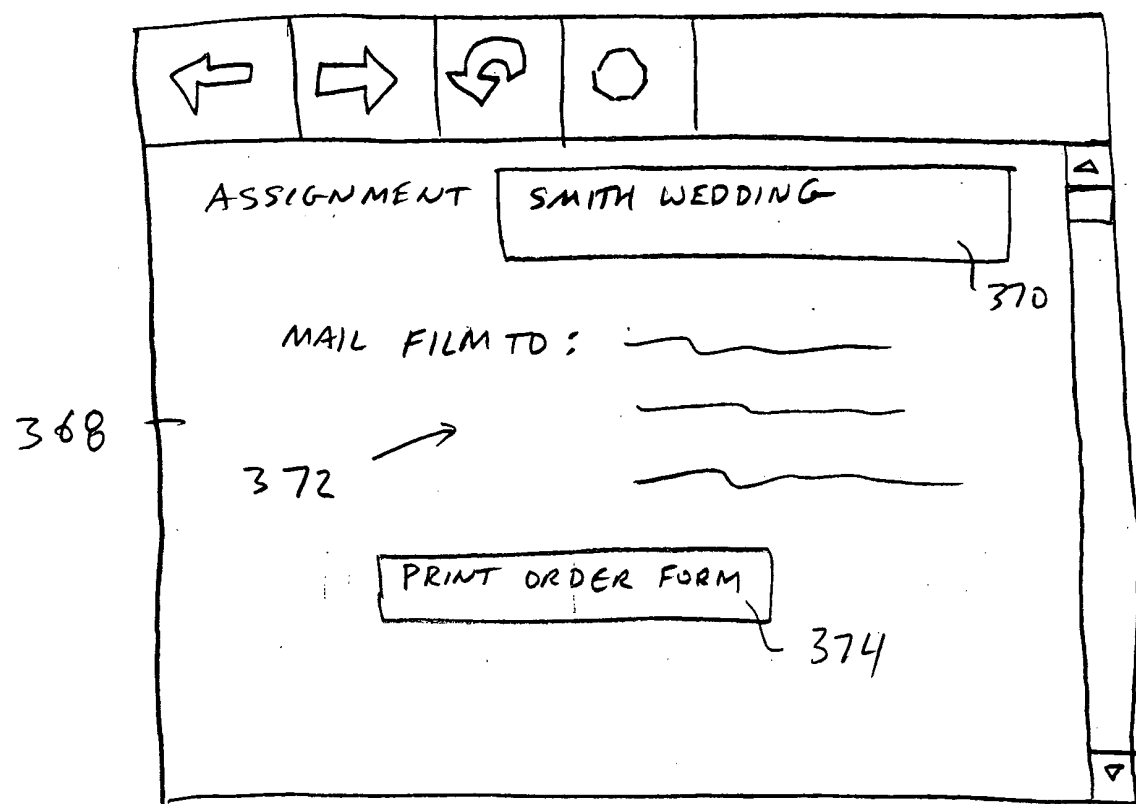 ASSIGNMENT SMITH WEDDING
370
MAIL FILM TO:
368
372
PRINT ORDER FORM
374